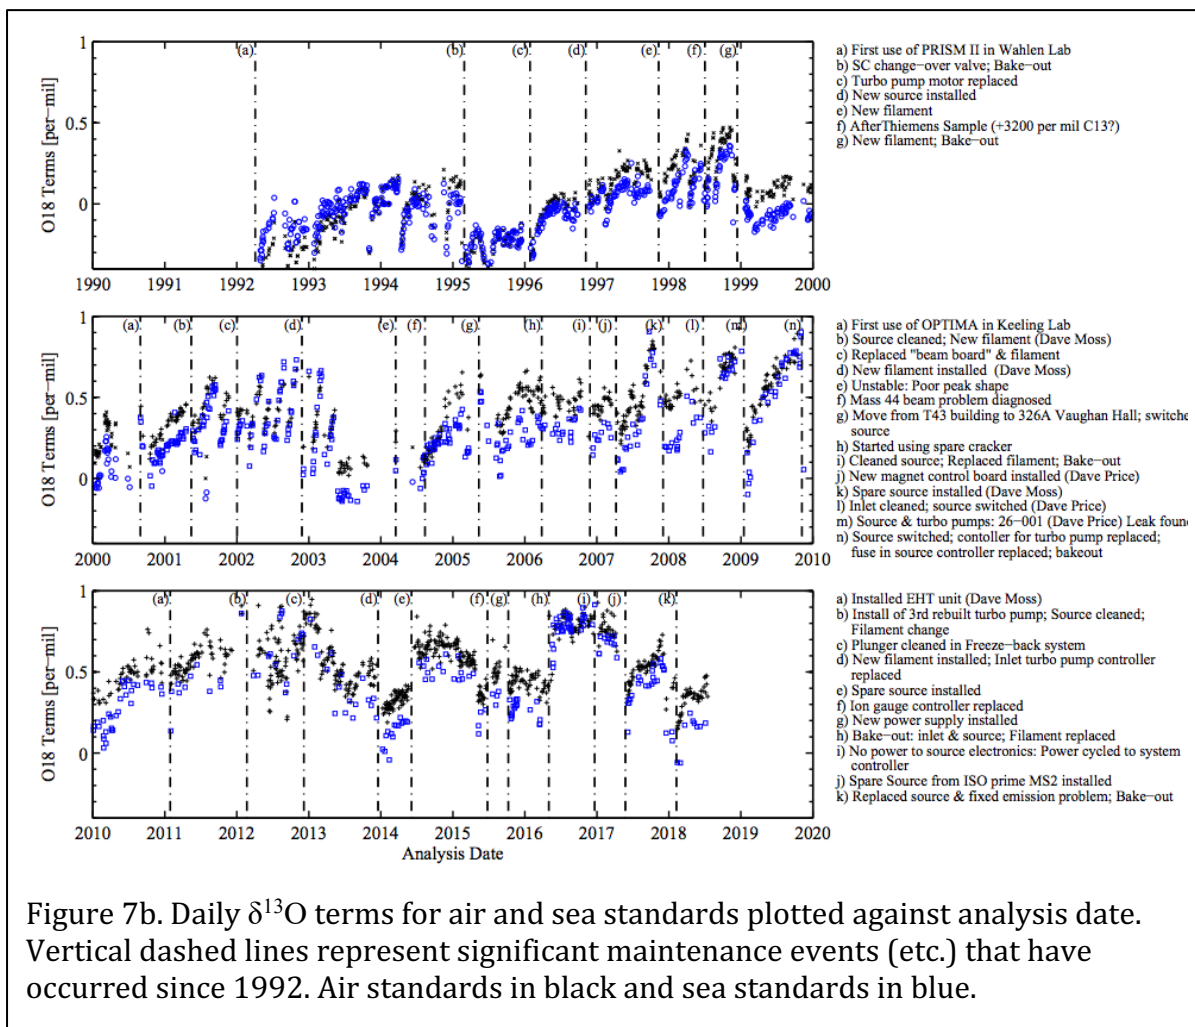 1
0.5
0
O18 Terms [per−mil]
(a)
(b)
(c)
(d)
(e)
(f)
(g)
1990 1991 1992 1993 1994 1995 1996 1997 1998 1999 2000
a) First use of PRISM II in Wahlen Lab
b) SC change−over valve; Bake−out
c) Turbo pump motor replaced
d) New source installed
e) New filament
f) AfterThiemens Sample (+3200 per mil C13?)
g) New filament; Bake−out
1
0.5
0
O18 Terms [per−mil]
(a)
(b)
(c)
(d)
(e)
(f)
(g)
(h)
(i)
(j)
(k)
(l)
(m)
(n)
2000 2001 2002 2003 2004 2005 2006 2007 2008 2009 2010
a) First use of OPTIMA in Keeling Lab
b) Source cleaned; New filament (Dave Moss)
c) Replaced "beam board" & filament
d) New filament installed (Dave Moss)
e) Unstable: Poor peak shape
f) Mass 44 beam problem diagnosed
g) Move from T43 building to 326A Vaughan Hall; switche
source
h) Started using spare cracker
i) Cleaned source; Replaced filament; Bake−out
j) New magnet control board installed (Dave Price)
k) Spare source installed (Dave Moss)
l) Inlet cleaned; source switched (Dave Price)
m) Source & turbo pumps: 26−001 (Dave Price) Leak foun
n) Source switched; contoller for turbo pump replaced;
fuse in source controller replaced; bakeout
1
0.5
0
O18 Terms [per−mil]
(a)
(b)
(c)
(d)
(e)
(f)
(g)
(h)
(i)
(j)
(k)
2010 2011 2012 2013 2014 2015 2016 2017 2018 2019 2020
Analysis Date
a) Installed EHT unit (Dave Moss)
b) Install of 3rd rebuilt turbo pump; Source cleaned;
Filament change
c) Plunger cleaned in Freeze−back system
d) New filament installed; Inlet turbo pump controller
replaced
e) Spare source installed
f) Ion gauge controller replaced
g) New power supply installed
h) Bake−out: inlet & source; Filament replaced
i) No power to source electronics: Power cycled to system
controller
j) Spare Source from ISO prime MS2 installed
k) Replaced source & fixed emission problem; Bake−out
Figure 7b. Daily δ¹³O terms for air and sea standards plotted against analysis date.
Vertical dashed lines represent significant maintenance events (etc.) that have
occurred since 1992. Air standards in black and sea standards in blue.